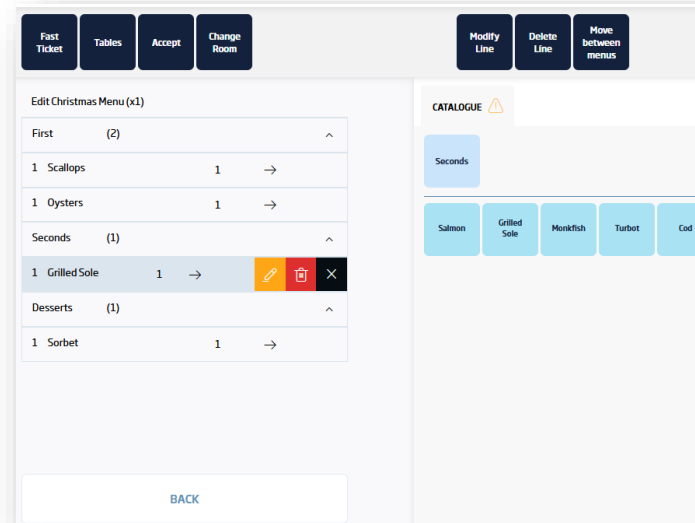 Fast
Ticket
Tables
Accept
Change
Room
Modify
Line
Delete
Line
Move
between
menus
Edit Christmas Menu (x1)
First (2)
1 Scallops 1 →
1 Oysters 1 →
Seconds (1)
1 Grilled Sole 1 →
Desserts (1)
1 Sorbet 1 →
BACK
CATALOGUE
Seconds
Salmon
Grilled
Sole
Monkfish
Turbot
Cod